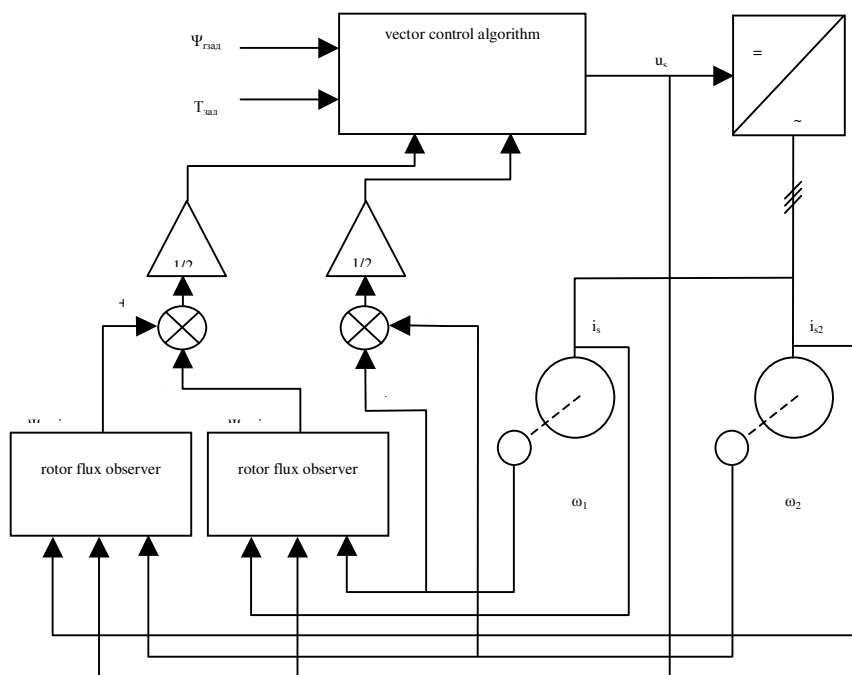 vector control algorithm
Ψrзад
Tзад
us
=
~
1/2
1/2
is
is2
rotor flux observer
rotor flux observer
ω1
ω2